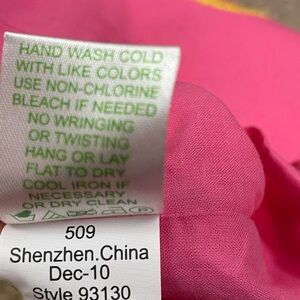 HAND WASH COLD
WITH LIKE COLORS
USE NON-CHLORINE
BLEACH IF NEEDED
NO WRINGING
OR TWISTING
HANG OR LAY
FLAT TO DRY
COOL IRON IF
NECESSARY
OR DRY CLEAN
509
Shenzhen.China
Dec-10
Style 93130